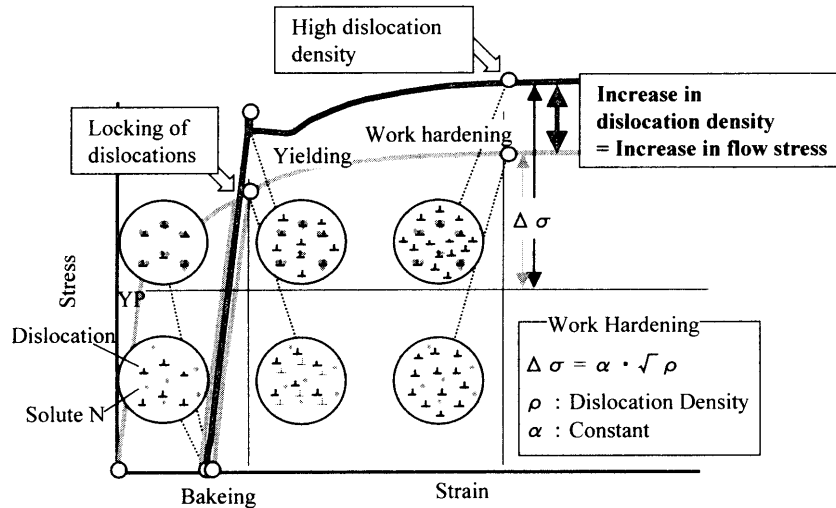 High dislocation
density
Locking of
dislocations
Yielding
Work hardening
Increase in
dislocation density
= Increase in flow stress
Δ σ
Stress
YP
Dislocation
Solute N
Work Hardening
Δ σ = α · √ ρ
ρ : Dislocation Density
α : Constant
Bakeing
Strain